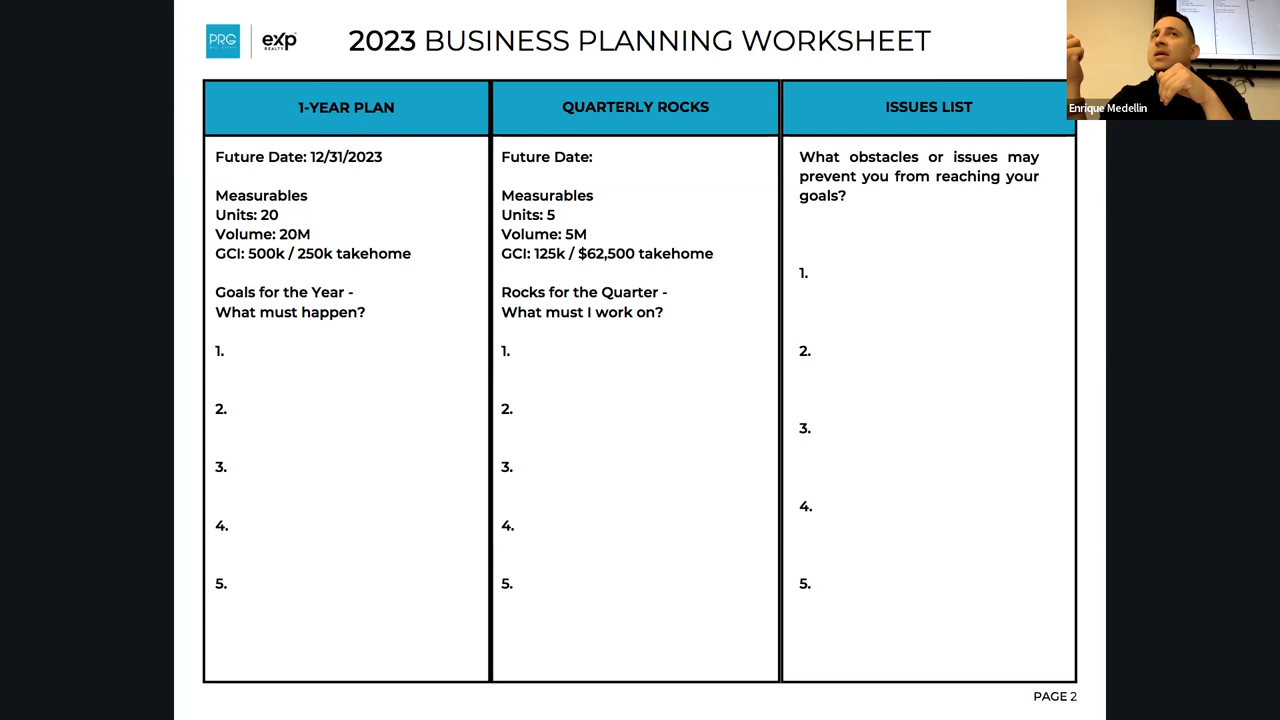 PRG
REAL ESTATE
eXp
REALTY
2023 BUSINESS PLANNING WORKSHEET
Enrique Medellin
1-YEAR PLAN
Future Date: 12/31/2023
Measurables
Units: 20
Volume: 20M
GCI: 500k / 250k takehome
Goals for the Year -
What must happen?
1.
2.
3.
4.
5.
QUARTERLY ROCKS
Future Date:
Measurables
Units: 5
Volume: 5M
GCI: 125k / $62,500 takehome
Rocks for the Quarter -
What must I work on?
1.
2.
3.
4.
5.
ISSUES LIST
What obstacles or issues may
prevent you from reaching your
goals?
1.
2.
3.
4.
5.
PAGE 2